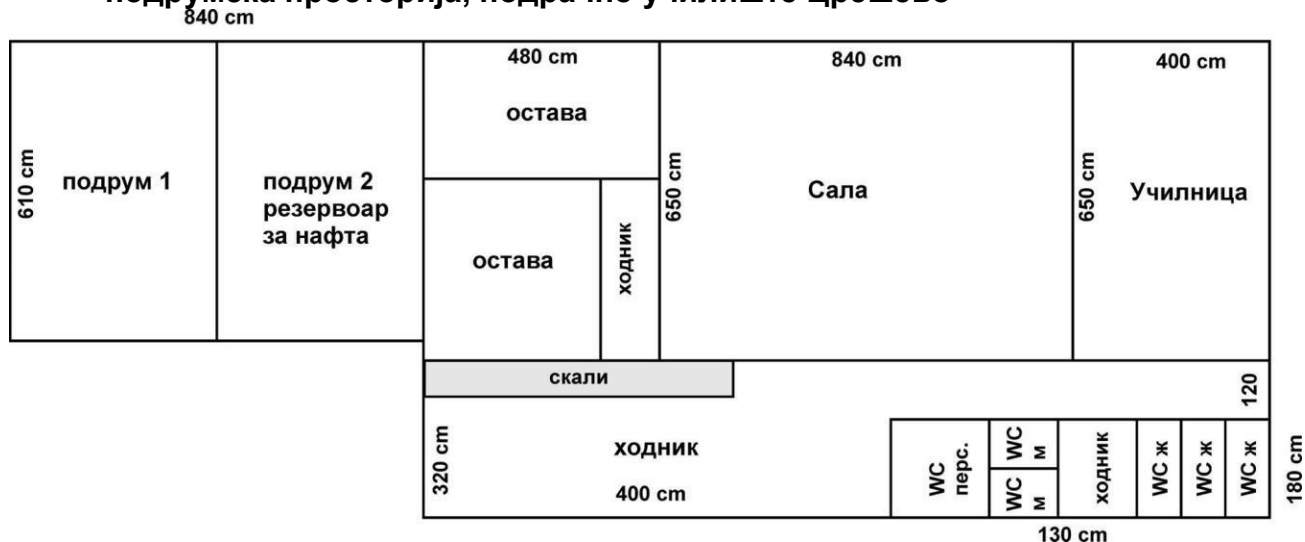 840 cm
480 cm
840 cm
400 cm
остава
610 cm
подрум 1
подрум 2
резервоар
за нафта
650 cm
Сала
650 cm
Училница
остава
ходник
скали
120
320 cm
ходник
400 cm
WC
перс.
WC
м
WC
м
ходник
WC ж
WC ж
WC ж
180 cm
130 cm